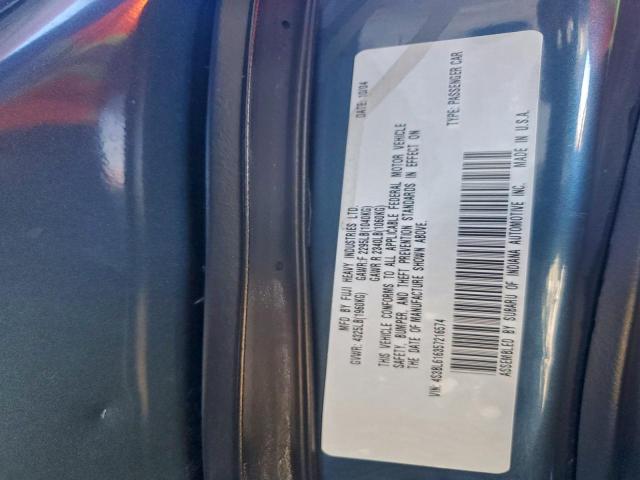 MFD BY FUJI HEAVY INDUSTRIES LTD. DATE: 10/04
GVWR: 4325LB(1960KG) GAWR:F 2295LB(1040KG)
GAWR R 2340LB(1060KG)
THIS VEHICLE CONFORMS TO ALL APPLICABLE FEDERAL MOTOR VEHICLE
SAFETY, BUMPER, AND THEFT PREVENTION STANDARDS IN EFFECT ON
THE DATE OF MANUFACTURE SHOWN ABOVE.
VIN: 4S3BL616357216574 TYPE: PASSENGER CAR
ASSEMBLED BY SUBARU OF INDIANA AUTOMOTIVE INC. MADE IN U.S.A.